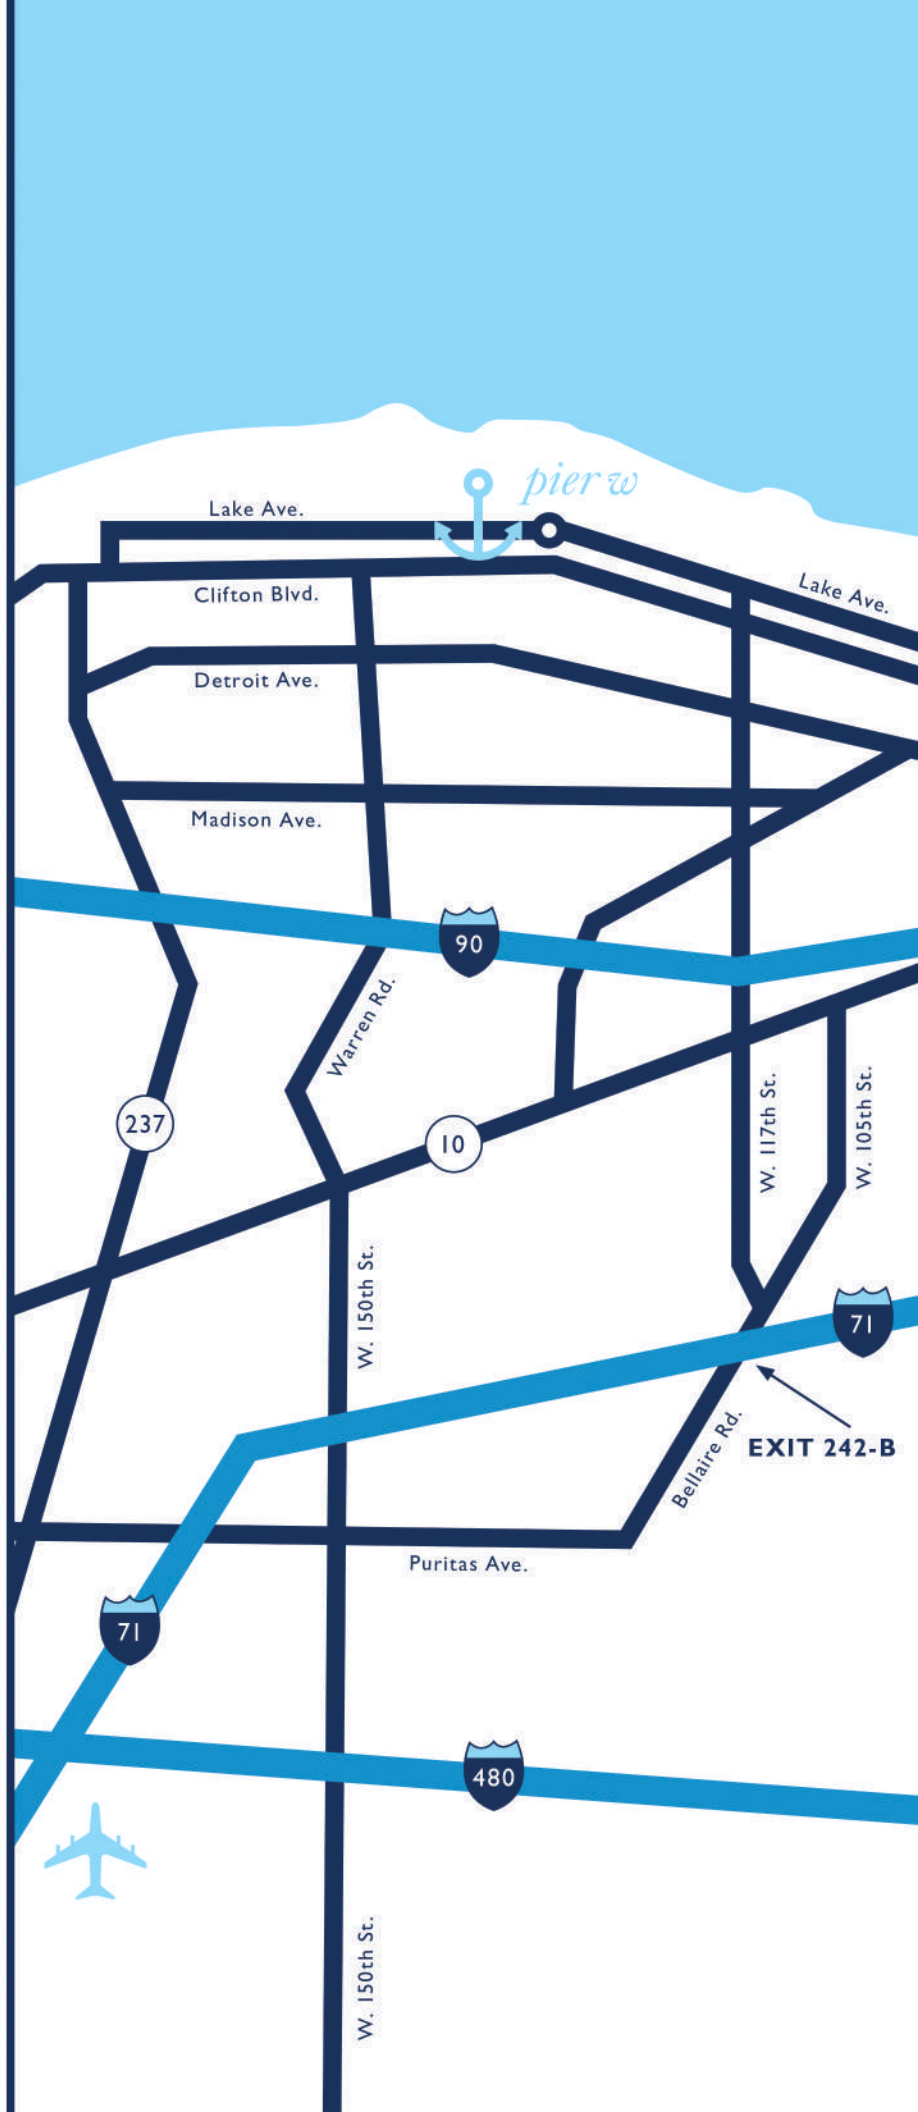 pier w
Lake Ave.
Lake Ave.
Clifton Blvd.
Detroit Ave.
Madison Ave.
90
Warren Rd.
237
10
W. 117th St.
W. 105th St.
W. 150th St.
71
Bellaire Rd.
EXIT 242-B
Puritas Ave.
71
480
W. 150th St.